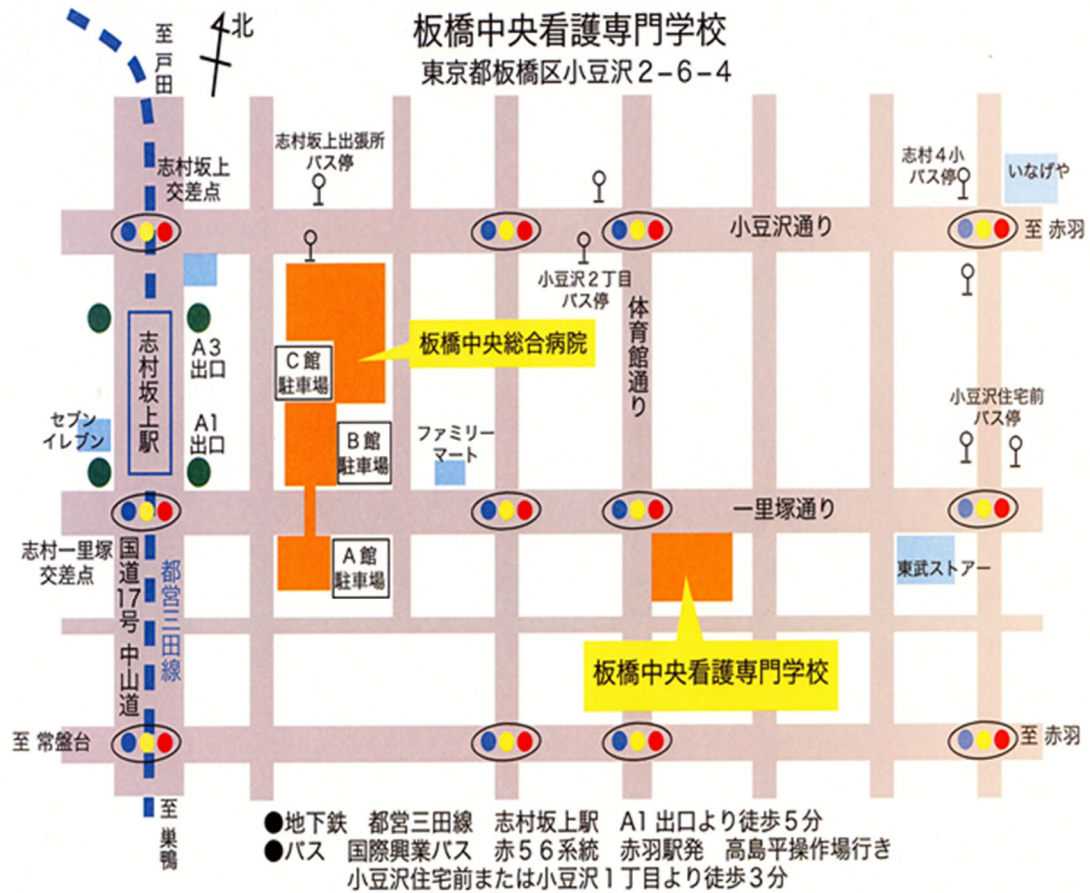 板橋中央看護専門学校
東京都板橋区小豆沢2-6-4
北
至戸田
志村坂上
交差点
志村坂上出張所
バス停
志村4小
バス停
いなげや
小豆沢通り
至 赤羽
小豆沢2丁目
バス停
体育館通り
板橋中央総合病院
C館
駐車場
志村坂上駅
A3
出口
A1
出口
セブン
イレブン
B館
駐車場
ファミリー
マート
小豆沢住宅前
バス停
一里塚通り
志村一里塚
交差点
国道17号 中山道
都営三田線
A館
駐車場
東武ストアー
板橋中央看護専門学校
至 常盤台
至 赤羽
至巣鴨
●地下鉄 都営三田線 志村坂上駅 A1出口より徒歩5分
●バス 国際興業バス 赤56系統 赤羽駅発 高島平操作場行き
小豆沢住宅前または小豆沢1丁目より徒歩3分